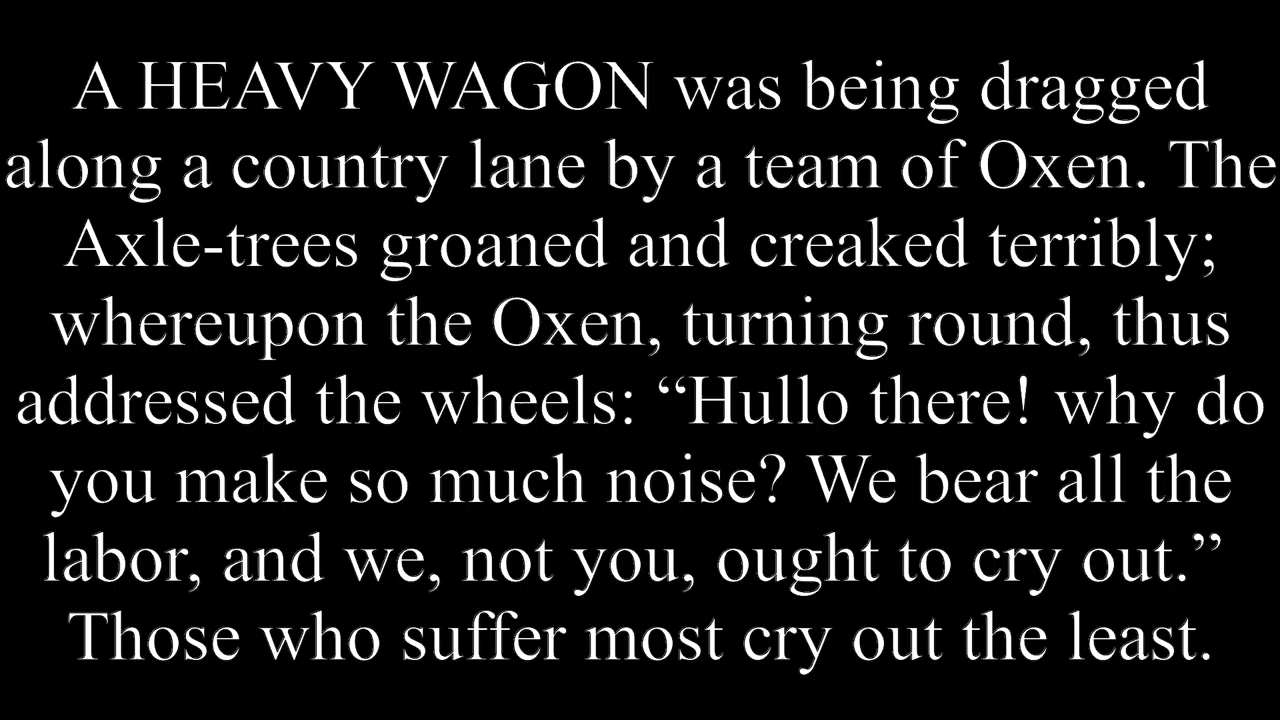 A HEAVY WAGON was being dragged
along a country lane by a team of Oxen. The
Axle-trees groaned and creaked terribly;
whereupon the Oxen, turning round, thus
addressed the wheels: “Hullo there! why do
you make so much noise? We bear all the
labor, and we, not you, ought to cry out.”
Those who suffer most cry out the least.